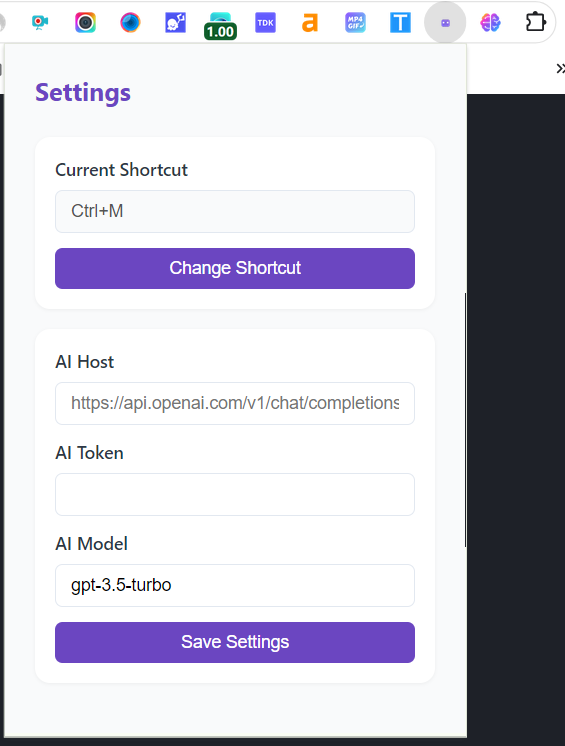 1.00
TDK
a
MP4
GIF
T
Settings
Current Shortcut
Ctrl+M
Change Shortcut
AI Host
https://api.openai.com/v1/chat/completions
AI Token
AI Model
gpt-3.5-turbo
Save Settings